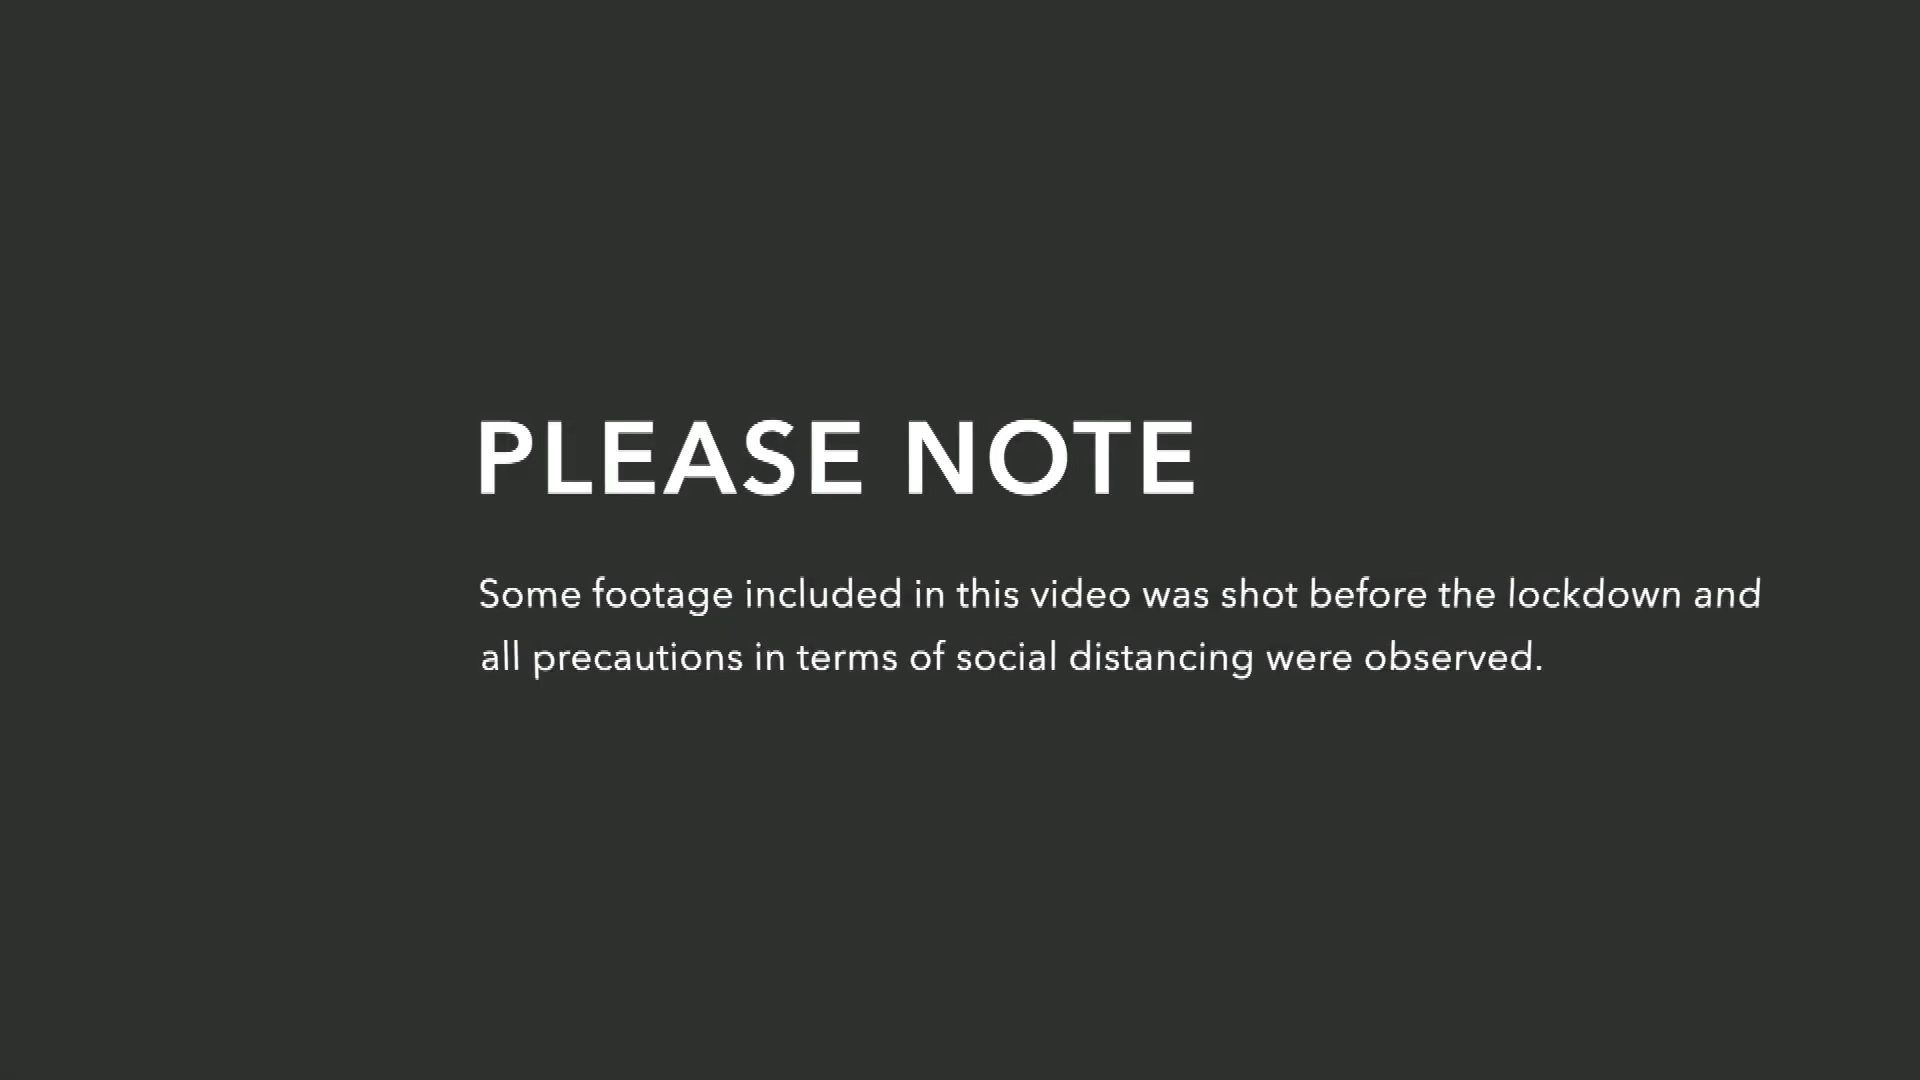 PLEASE NOTE
Some footage included in this video was shot before the lockdown and
all precautions in terms of social distancing were observed.